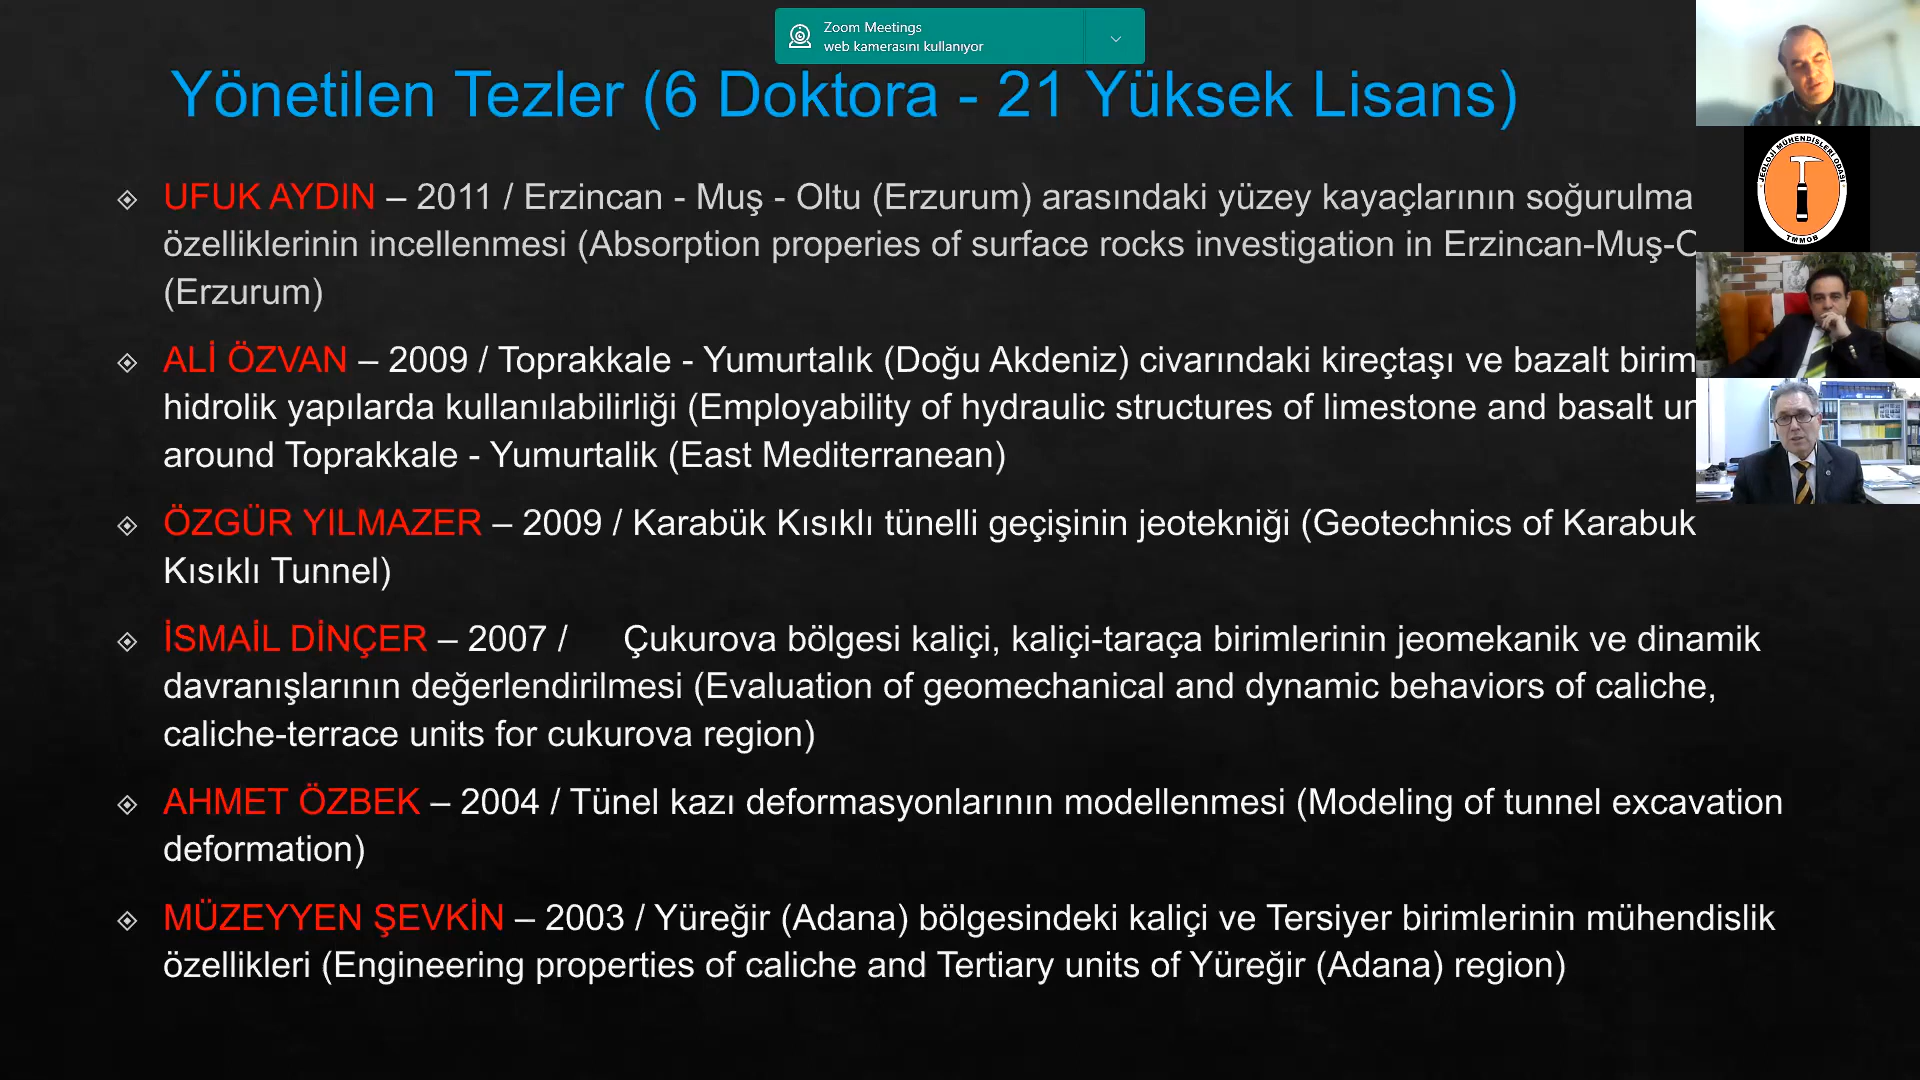 Zoom Meetings
web kamerasını kullanıyor
Yönetilen Tezler (6 Doktora - 21 Yüksek Lisans)
UFUK AYDIN – 2011 / Erzincan - Muş - Oltu (Erzurum) arasındaki yüzey kayaçlarının soğurulma
özelliklerinin incellenmesi (Absorption properies of surface rocks investigation in Erzincan-Muş-
(Erzurum)
ALİ ÖZVAN – 2009 / Toprakkale - Yumurtalık (Doğu Akdeniz) civarındaki kireçtaşı ve bazalt birim
hidrolik yapılarda kullanılabilirliği (Employability of hydraulic structures of limestone and basalt
around Toprakkale - Yumurtalik (East Mediterranean)
ÖZGÜR YILMAZER – 2009 / Karabük Kısıklı tünelli geçişinin jeotekniği (Geotechnics of Karabuk
Kısıklı Tunnel)
İSMAİL DİNÇER – 2007 / Çukurova bölgesi kaliçi, kaliçi-taraça birimlerinin jeomekanik ve dinamik
davranışlarının değerlendirilmesi (Evaluation of geomechanical and dynamic behaviors of caliche,
caliche-terrace units for cukurova region)
AHMET ÖZBEK – 2004 / Tünel kazı deformasyonlarının modellenmesi (Modeling of tunnel excavation
deformation)
MÜZEYYEN ŞEVKİN – 2003 / Yüreğir (Adana) bölgesindeki kaliçi ve Tersiyer birimlerinin mühendislik
özellikleri (Engineering properties of caliche and Tertiary units of Yüreğir (Adana) region)
JEOLOJİ MÜHENDİSLERİ ODASI
TMMOB